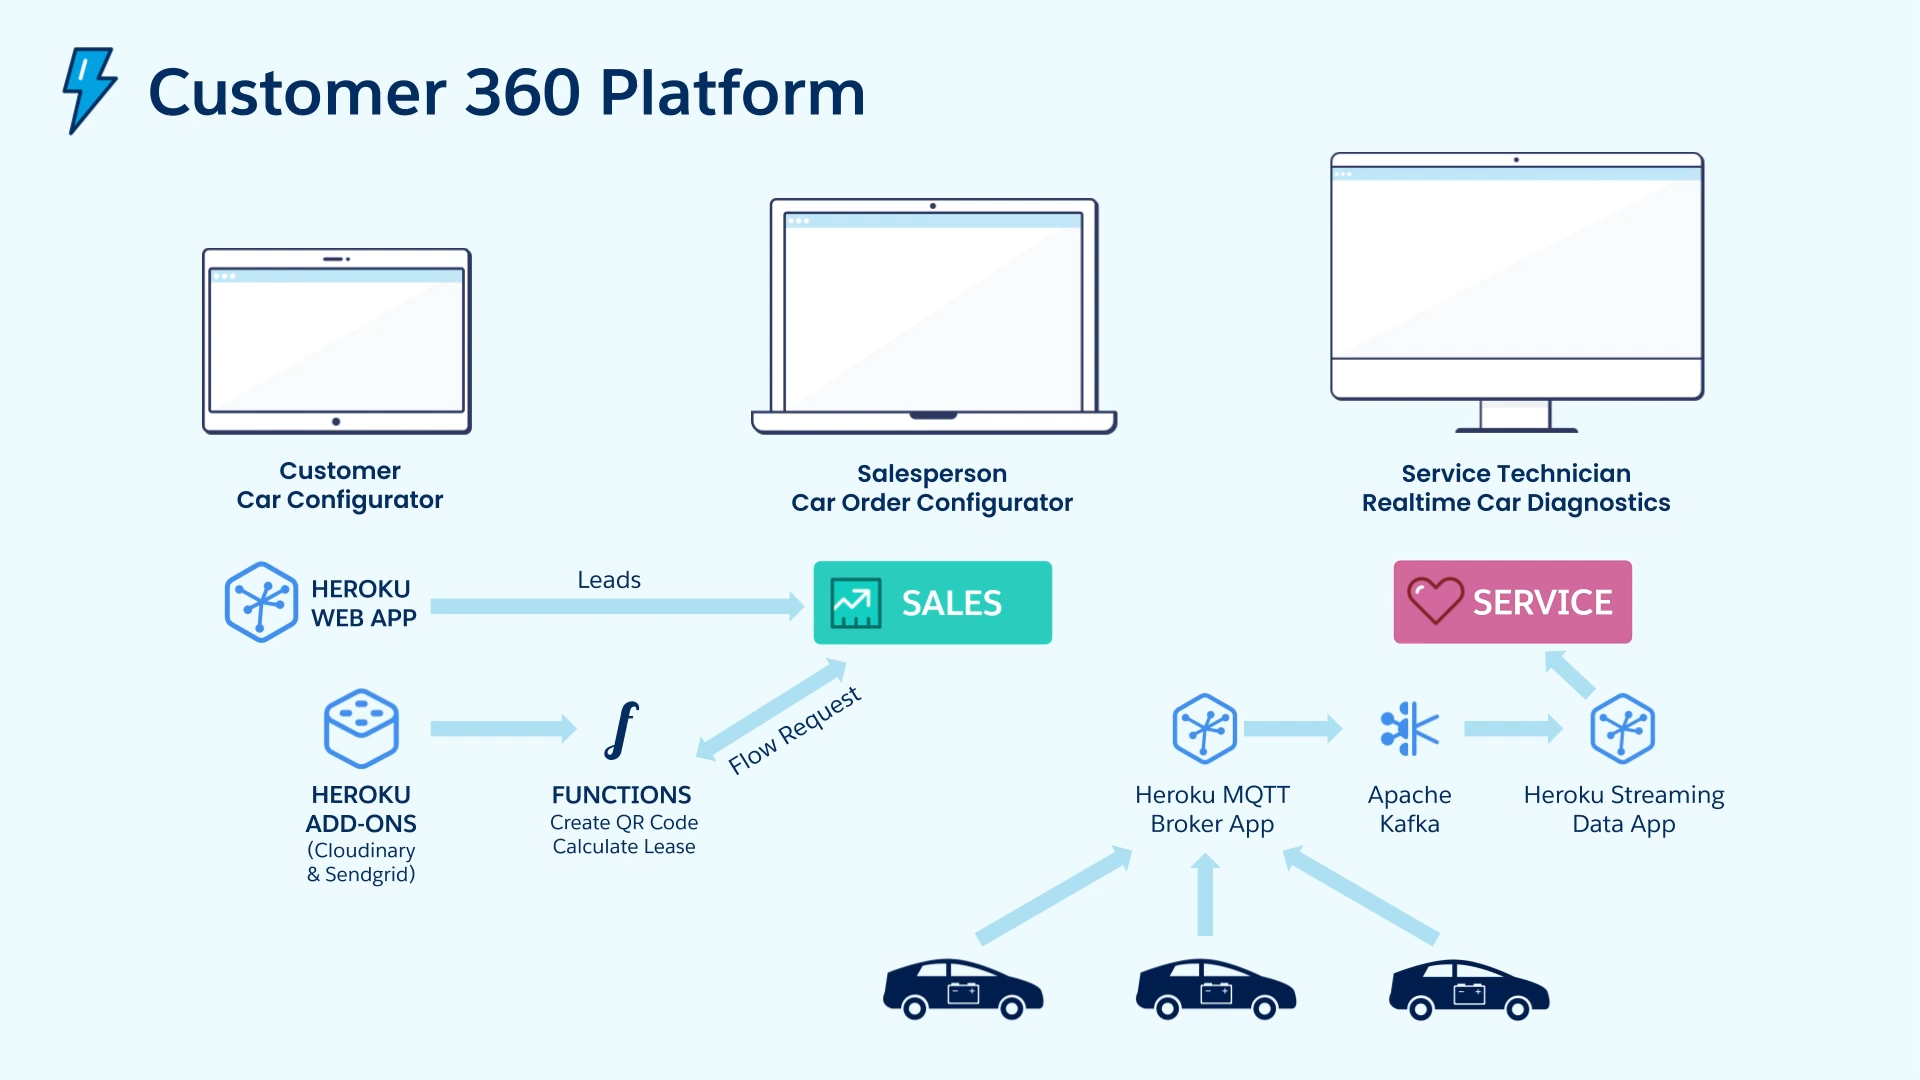 Customer 360 Platform
Customer
Car Configurator
Salesperson
Car Order Configurator
Service Technician
Realtime Car Diagnostics
HEROKU
WEB APP
Leads
SALES
SERVICE
Flow Request
HEROKU
ADD-ONS
(Cloudinary
& Sendgrid)
FUNCTIONS
Create QR Code
Calculate Lease
Heroku MQTT
Broker App
Apache
Kafka
Heroku Streaming
Data App